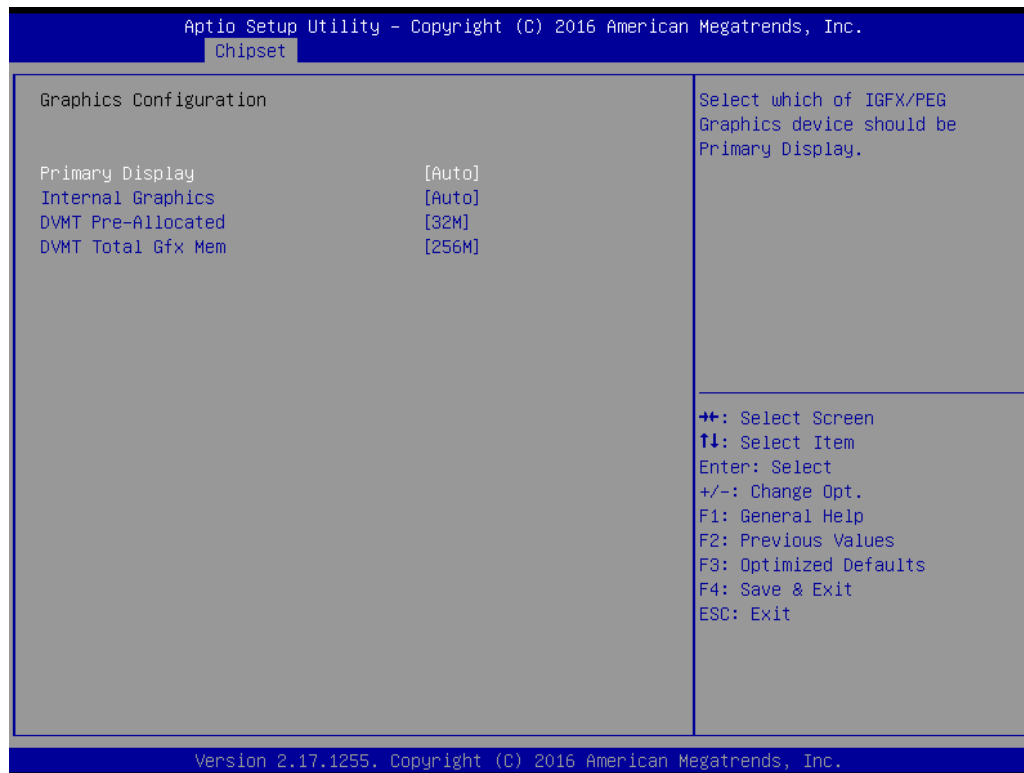 Aptio Setup Utility – Copyright (C) 2016 American Megatrends, Inc.
Chipset
Graphics Configuration
Primary Display [Auto]
Internal Graphics [Auto]
DVMT Pre-Allocated [32M]
DVMT Total Gfx Mem [256M]
Select which of IGFX/PEG
Graphics device should be
Primary Display.
→←: Select Screen
↑↓: Select Item
Enter: Select
+/-: Change Opt.
F1: General Help
F2: Previous Values
F3: Optimized Defaults
F4: Save & Exit
ESC: Exit
Version 2.17.1255. Copyright (C) 2016 American Megatrends, Inc.